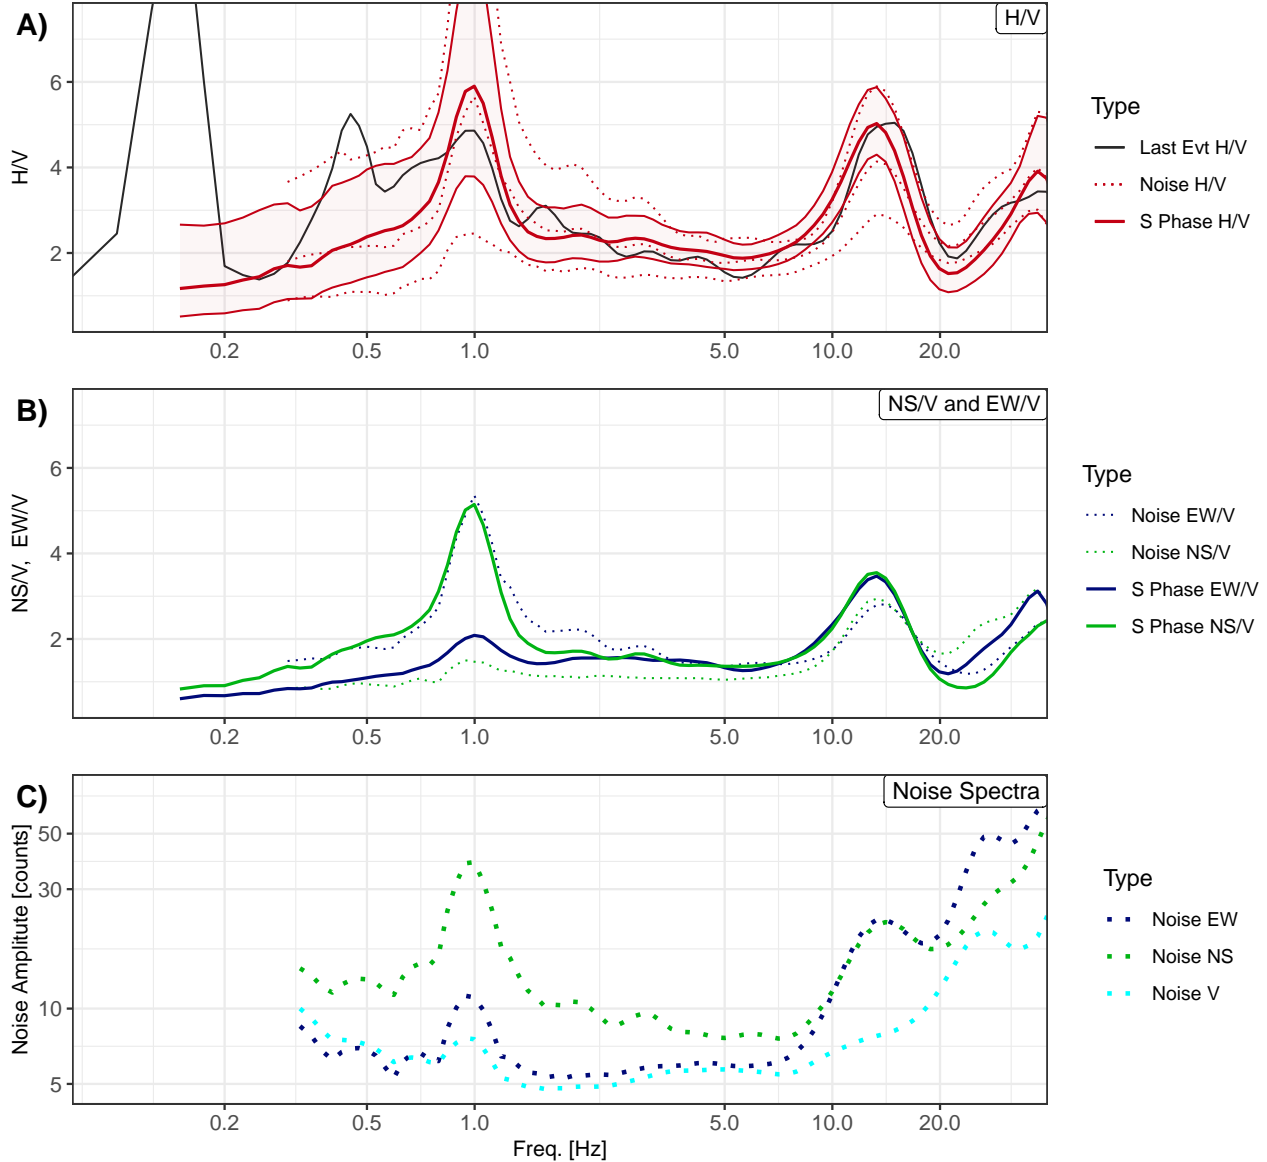 A)
H/V
H/V
6
4
2
0.2 0.5 1.0 5.0 10.0 20.0
Type
Last Evt H/V
Noise H/V
S Phase H/V
B)
NS/V and EW/V
NS/V, EW/V
6
4
2
0.2 0.5 1.0 5.0 10.0 20.0
Type
Noise EW/V
Noise NS/V
S Phase EW/V
S Phase NS/V
C)
Noise Spectra
Noise Amplitude [counts]
50
30
10
5
0.2 0.5 1.0 5.0 10.0 20.0
Freq. [Hz]
Type
Noise EW
Noise NS
Noise V